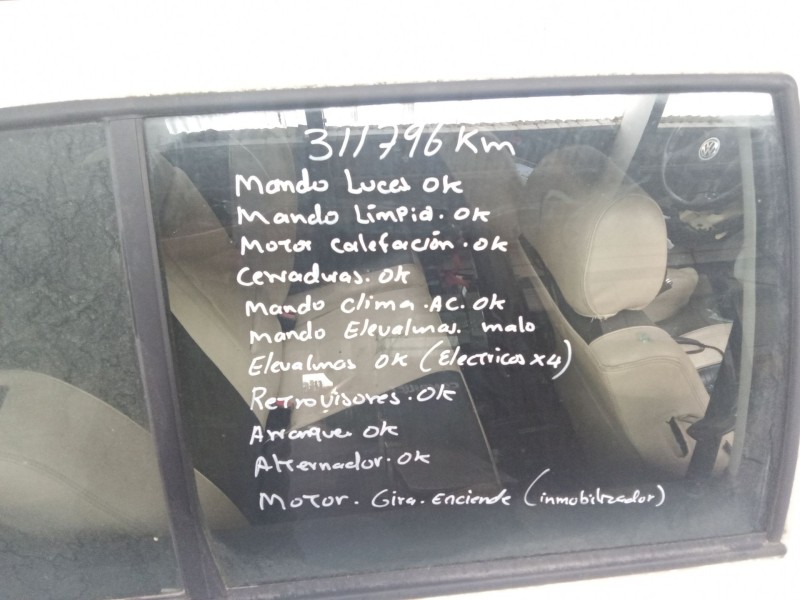 311796 Km
Mando Luces OK
Mando Limpia. OK
Motor Calefación. OK
Cerraduras. OK
Mando Clima. AC. OK
Mando Elevalunas. malo
Elevalunas OK (Electricos x4)
Retrovisores. OK
Arranque OK
Alternador. OK
Motor. Gira. Enciende (inmobilizador)